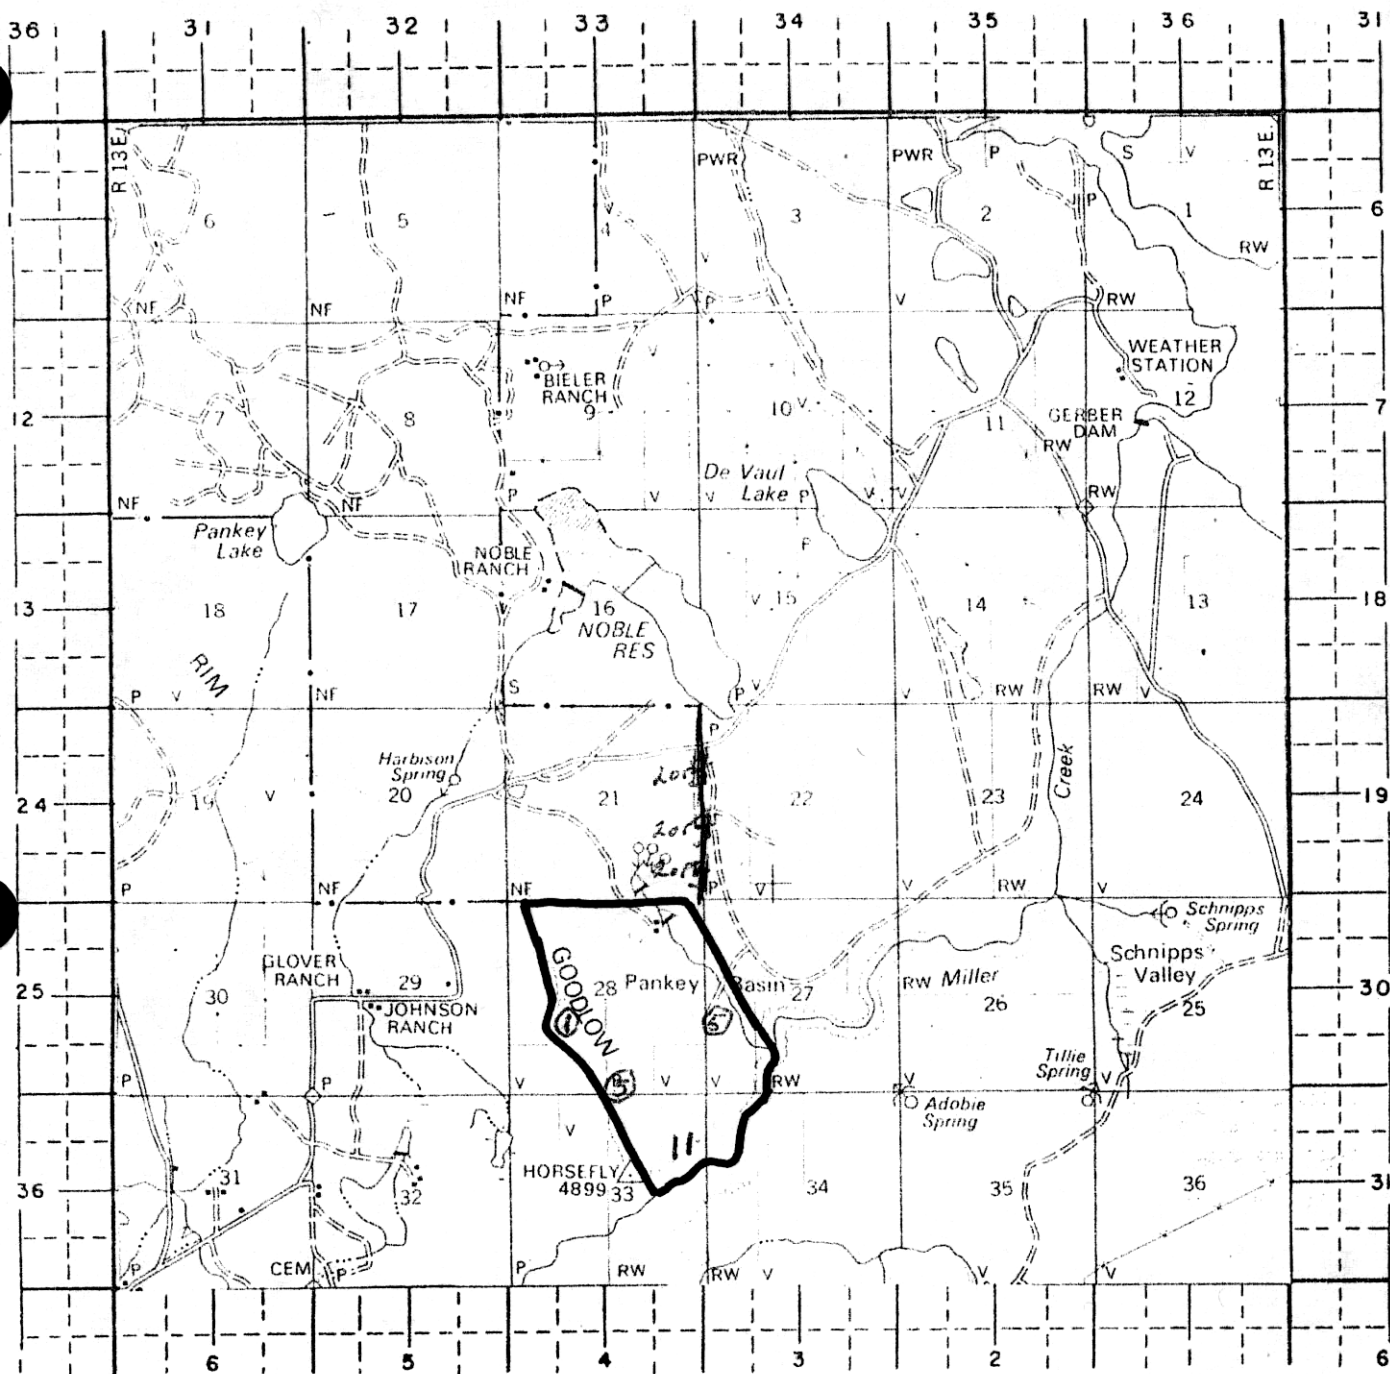 36 31 32 33 34 35 36 31
R 13E. PWR PWR P S V R 13E.
P
6 5 4 3 2 1 6
V RW
NF NF NF P P V RW
WEATHER
STATION
BIELER
RANCH
V
12 7 8 9 10 V 11 12 7
GERBER
DAM
RW
De Vaul
Lake
NF NF P V V P V V RW
Pankey
Lake
NOBLE
RANCH
P
13 18 17 16 V 15 14 13 18
NOBLE
RES
RIM
P V NF S P V V RW RW V
P
Harbison
Spring
Creek
24 19 V 20 21 22 23 24 19
P NF NF P V V RW V
Schnipps
Spring
GLOVER
RANCH
GOODLOW
Schnipps
Valley
25 30 29 28 Pankey Basin 27 RW Miller 26 25 30
JOHNSON
RANCH
1 5
Tillie
Spring
P P V 5 V V RW V V
Adobie
Spring
V 11
HORSEFLY
4899
36 31 32 33 34 35 36 31
P CEM P P RW RW V V V
6 5 4 3 2 6